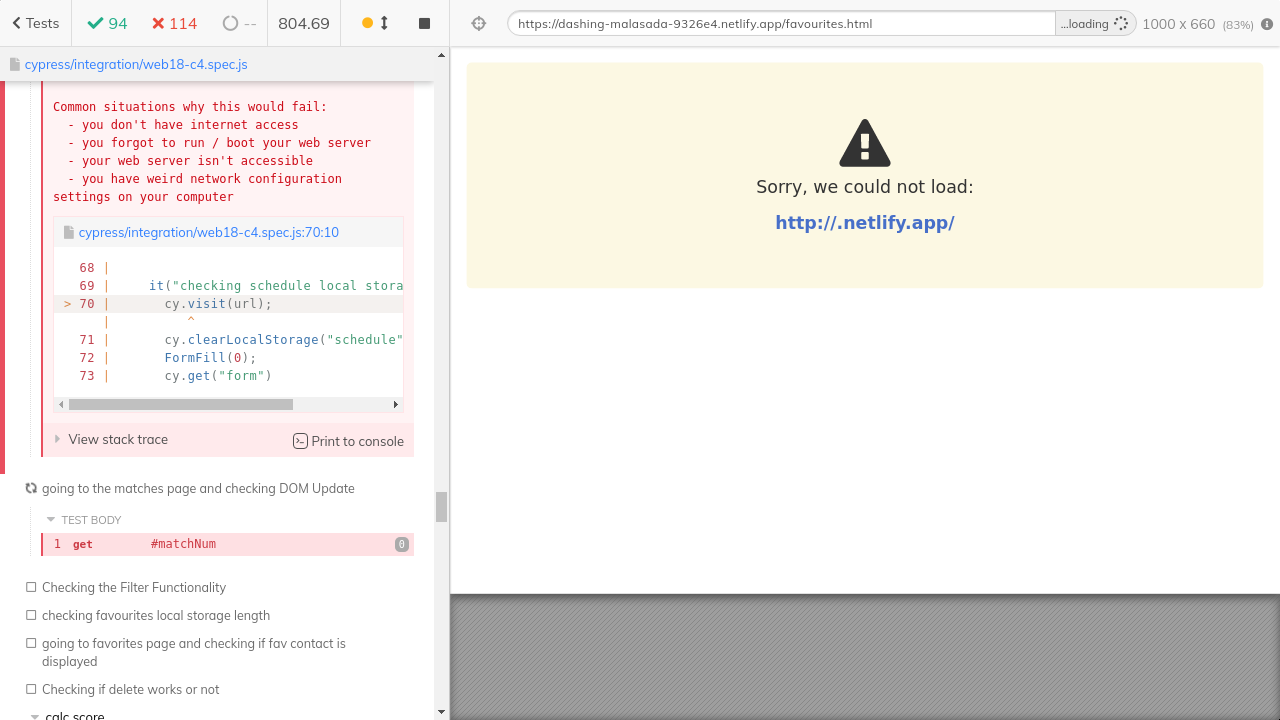 Tests
94
114
--
804.69
https://dashing-malasada-9326e4.netlify.app/favourites.html
...loading
1000 x 660 (83%)
cypress/integration/web18-c4.spec.js
Common situations why this would fail:
- you don't have internet access
- you forgot to run / boot your web server
- your web server isn't accessible
- you have weird network configuration
settings on your computer
cypress/integration/web18-c4.spec.js:70:10
68 |
69 | it("checking schedule local stora
> 70 | cy.visit(url);
| ^
71 | cy.clearLocalStorage("schedule"
72 | FormFill(0);
73 | cy.get("form")
View stack trace
Print to console
going to the matches page and checking DOM Update
TEST BODY
1 get #matchNum 0
Checking the Filter Functionality
checking favourites local storage length
going to favorites page and checking if fav contact is
displayed
Checking if delete works or not
calc score
Sorry, we could not load:
http://.netlify.app/